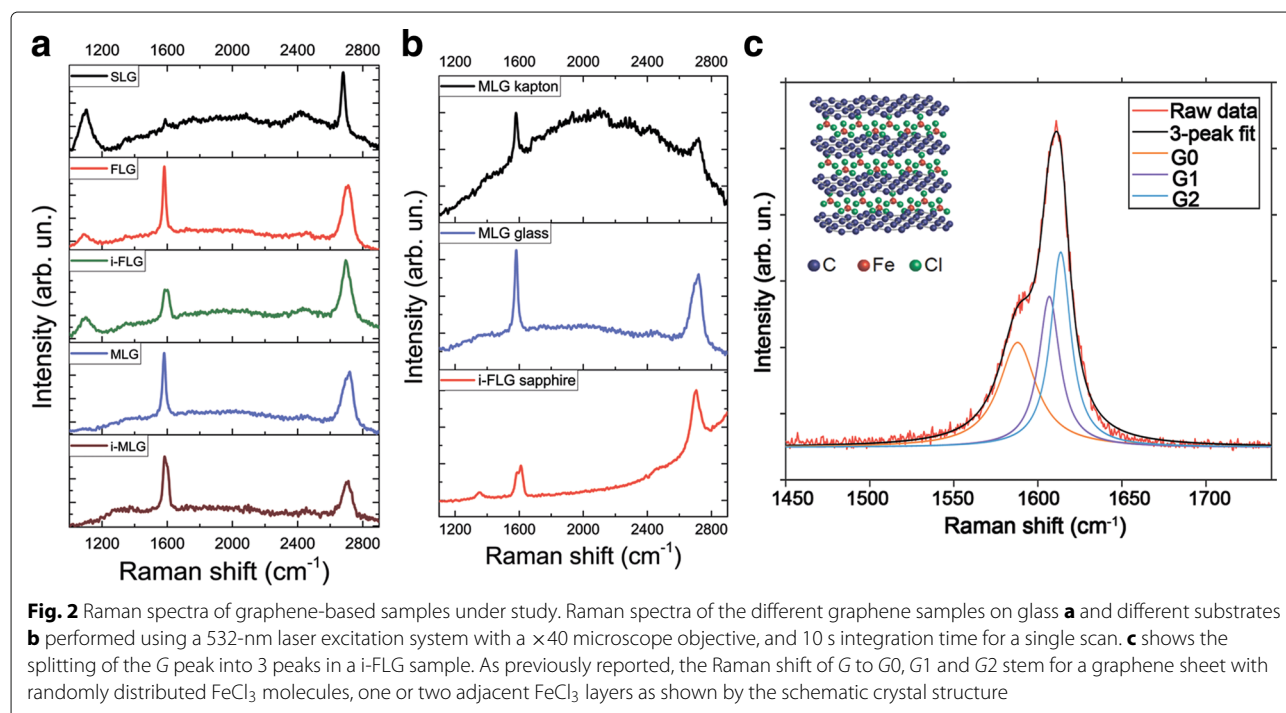 a
1200 1600 2000 2400 2800
SLG
FLG
i-FLG
MLG
i-MLG
Intensity (arb. un.)
1200 1600 2000 2400 2800
Raman shift (cm⁻¹)
b
1200 1600 2000 2400 2800
MLG kapton
MLG glass
i-FLG sapphire
Intensity (arb. un.)
1200 1600 2000 2400 2800
Raman shift (cm⁻¹)
c
Raw data
3-peak fit
G0
G1
G2
C Fe Cl
Intensity (arb. un.)
1450 1500 1550 1600 1650 1700
Raman shift (cm⁻¹)
Fig. 2 Raman spectra of graphene-based samples under study. Raman spectra of the different graphene samples on glass a and different substrates
b performed using a 532-nm laser excitation system with a ×40 microscope objective, and 10 s integration time for a single scan. c shows the
splitting of the G peak into 3 peaks in a i-FLG sample. As previously reported, the Raman shift of G to G0, G1 and G2 stem for a graphene sheet with
randomly distributed FeCl₃ molecules, one or two adjacent FeCl₃ layers as shown by the schematic crystal structure